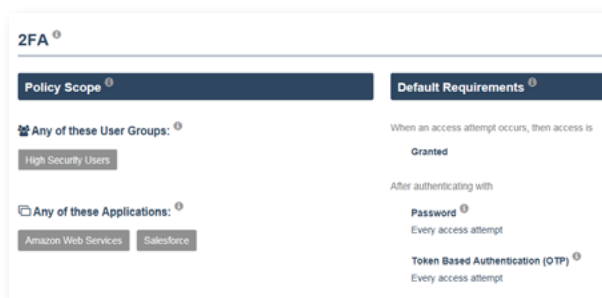 2FA
Policy Scope
Any of these User Groups:
High Security Users
Any of these Applications:
Amazon Web Services Salesforce
Default Requirements
When an access attempt occurs, then access is
Granted
After authenticating with
Password
Every access attempt
Token Based Authentication (OTP)
Every access attempt